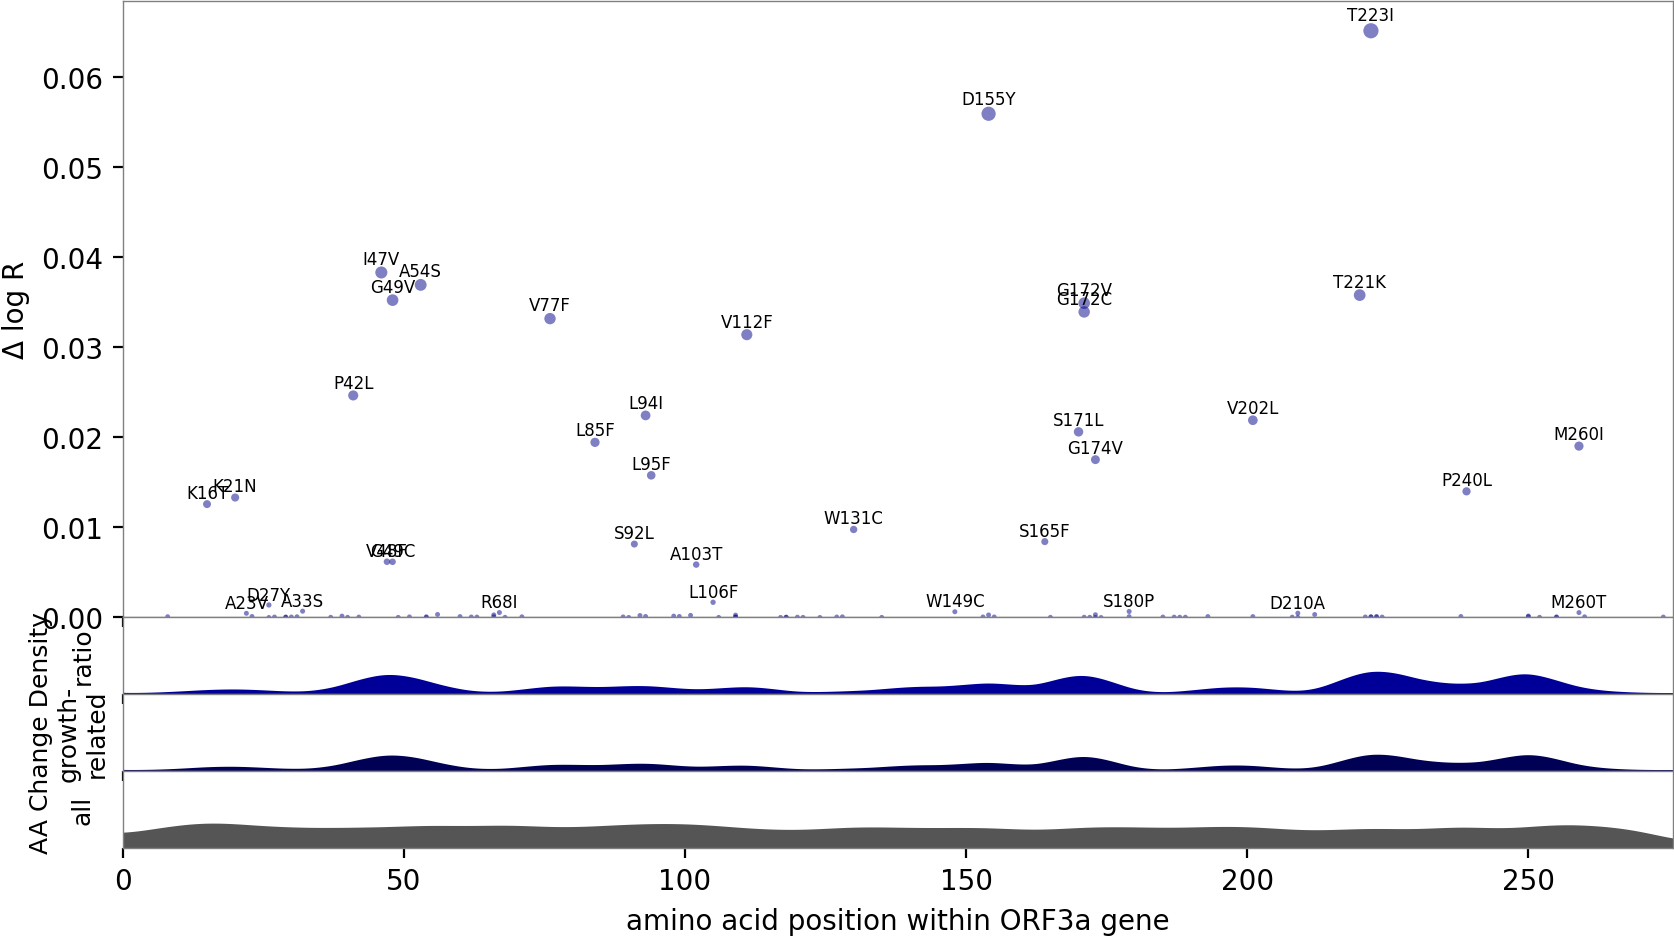 T223I
0.06
D155Y
0.05
I47V
0.04
A54S
G49V
G172V
G172C
T221K
V77F
V112F
Δ log R
0.03
P42L
L94I
V202L
L85F
S171L
M260I
0.02
G174V
L95F
K16T
K21N
P240L
W131C
0.01
S92L
S165F
V48F
G49C
A103T
D27Y
A23V
A33S
R68I
L106F
W149C
S180P
D210A
M260T
0.00
AA Change Density
ratio
growth-
related
all
0
50
100
150
200
250
amino acid position within ORF3a gene